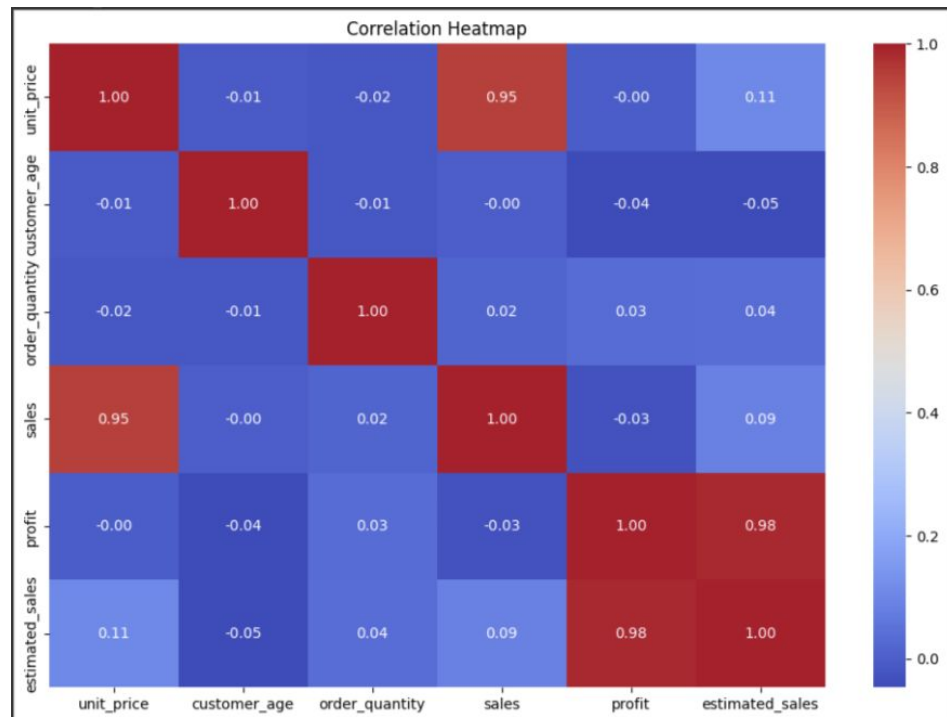 Correlation Heatmap
unit_price 1.00 -0.01 -0.02 0.95 -0.00 0.11
customer_age -0.01 1.00 -0.01 -0.00 -0.04 -0.05
order_quantity -0.02 -0.01 1.00 0.02 0.03 0.04
sales 0.95 -0.00 0.02 1.00 -0.03 0.09
profit -0.00 -0.04 0.03 -0.03 1.00 0.98
estimated_sales 0.11 -0.05 0.04 0.09 0.98 1.00
unit_price customer_age order_quantity sales profit estimated_sales
1.0
0.8
0.6
0.4
0.2
0.0